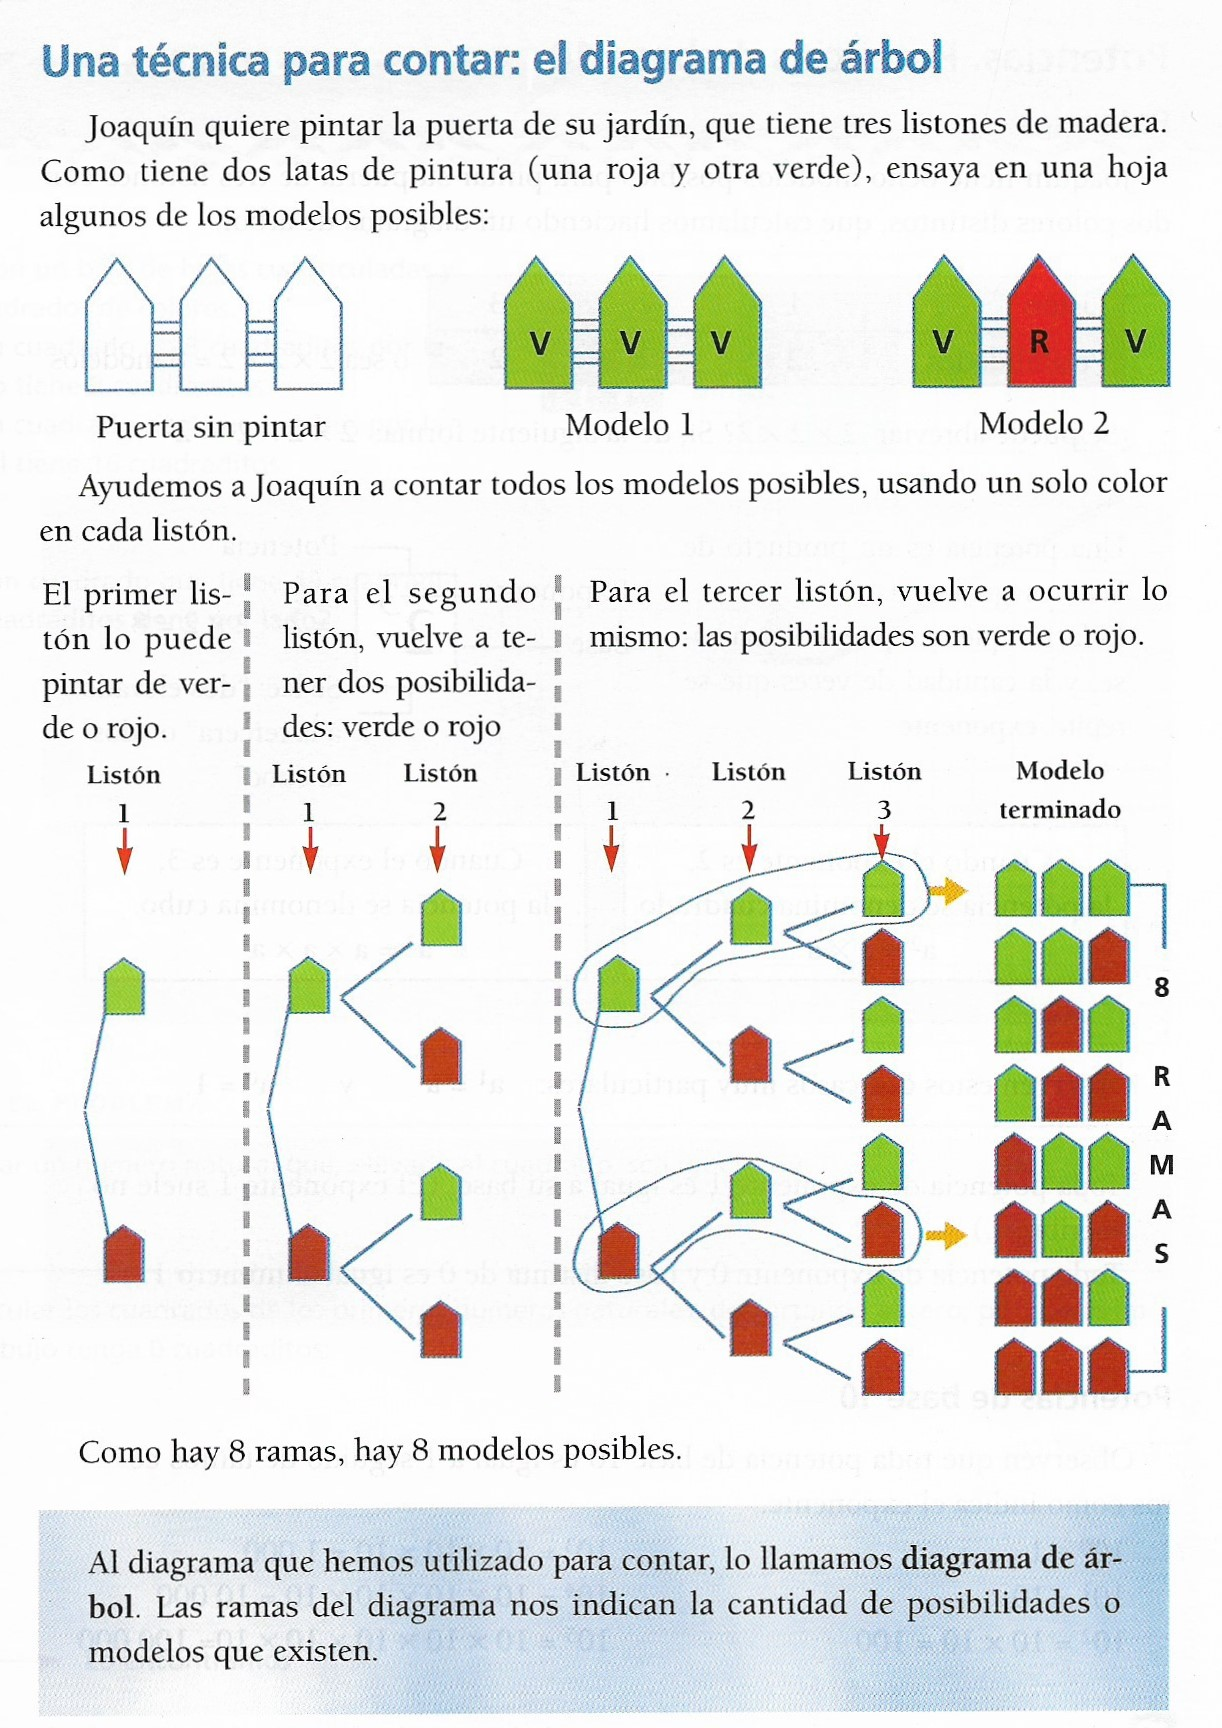 Una técnica para contar: el diagrama de árbol
Joaquín quiere pintar la puerta de su jardín, que tiene tres listones de madera.
Como tiene dos latas de pintura (una roja y otra verde), ensaya en una hoja
algunos de los modelos posibles:
V V V
V R V
Puerta sin pintar
Modelo 1
Modelo 2
Ayudemos a Joaquín a contar todos los modelos posibles, usando un solo color
en cada listón.
El primer lis-
tón lo puede
pintar de ver-
de o rojo.
Para el segundo
listón, vuelve a te-
ner dos posibilida-
des: verde o rojo
Para el tercer listón, vuelve a ocurrir lo
mismo: las posibilidades son verde o rojo.
Listón
1
Listón
1
Listón
2
Listón
1
Listón
2
Listón
3
Modelo
terminado
8
R
A
M
A
S
Como hay 8 ramas, hay 8 modelos posibles.
Al diagrama que hemos utilizado para contar, lo llamamos diagrama de ár-
bol. Las ramas del diagrama nos indican la cantidad de posibilidades o
modelos que existen.